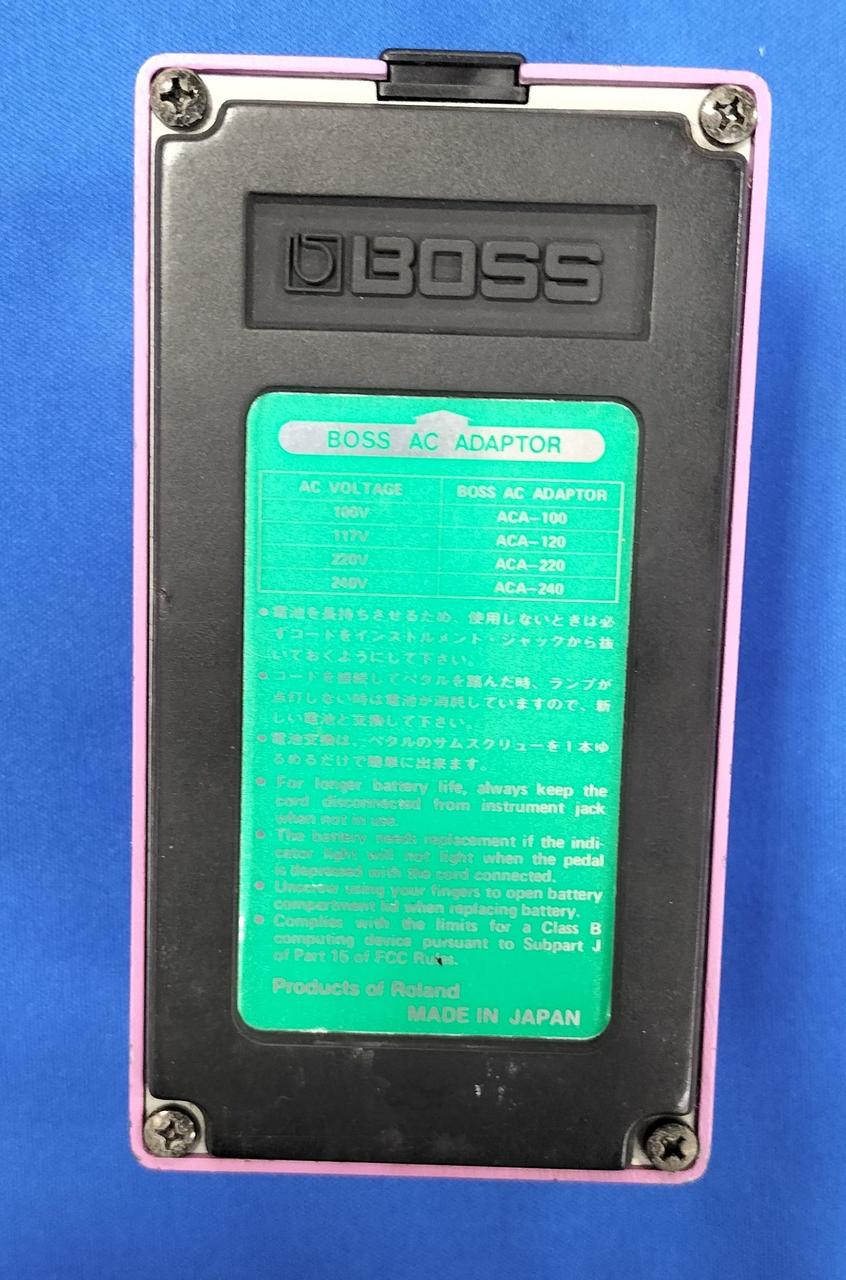 BOSS
BOSS AC ADAPTOR
AC VOLTAGE BOSS AC ADAPTOR
100V ACA-100
117V ACA-120
220V ACA-220
240V ACA-240
●電池を長持ちさせるため、使用しないときは必
ずコードをインストルメント・ジャックから抜
いておくようにして下さい。
●コードを接続してペダルを踏んだ時、ランプが
点灯しない時は電池が消耗していますので、新
しい電池と交換して下さい。
●電池交換は、ペダルのサムスクリューを1本ゆ
るめるだけで簡単に出来ます。
● For longer battery life, always keep the
cord disconnected from instrument jack
when not in use.
● The battery needs replacement if the indi-
cator light will not light when the pedal
is depressed with the cord connected.
● Unscrew using your fingers to open battery
compartment lid when replacing battery.
● Complies with the limits for a Class B
computing device pursuant to Subpart J
of Part 15 of FCC Rules.
Products of Roland
MADE IN JAPAN